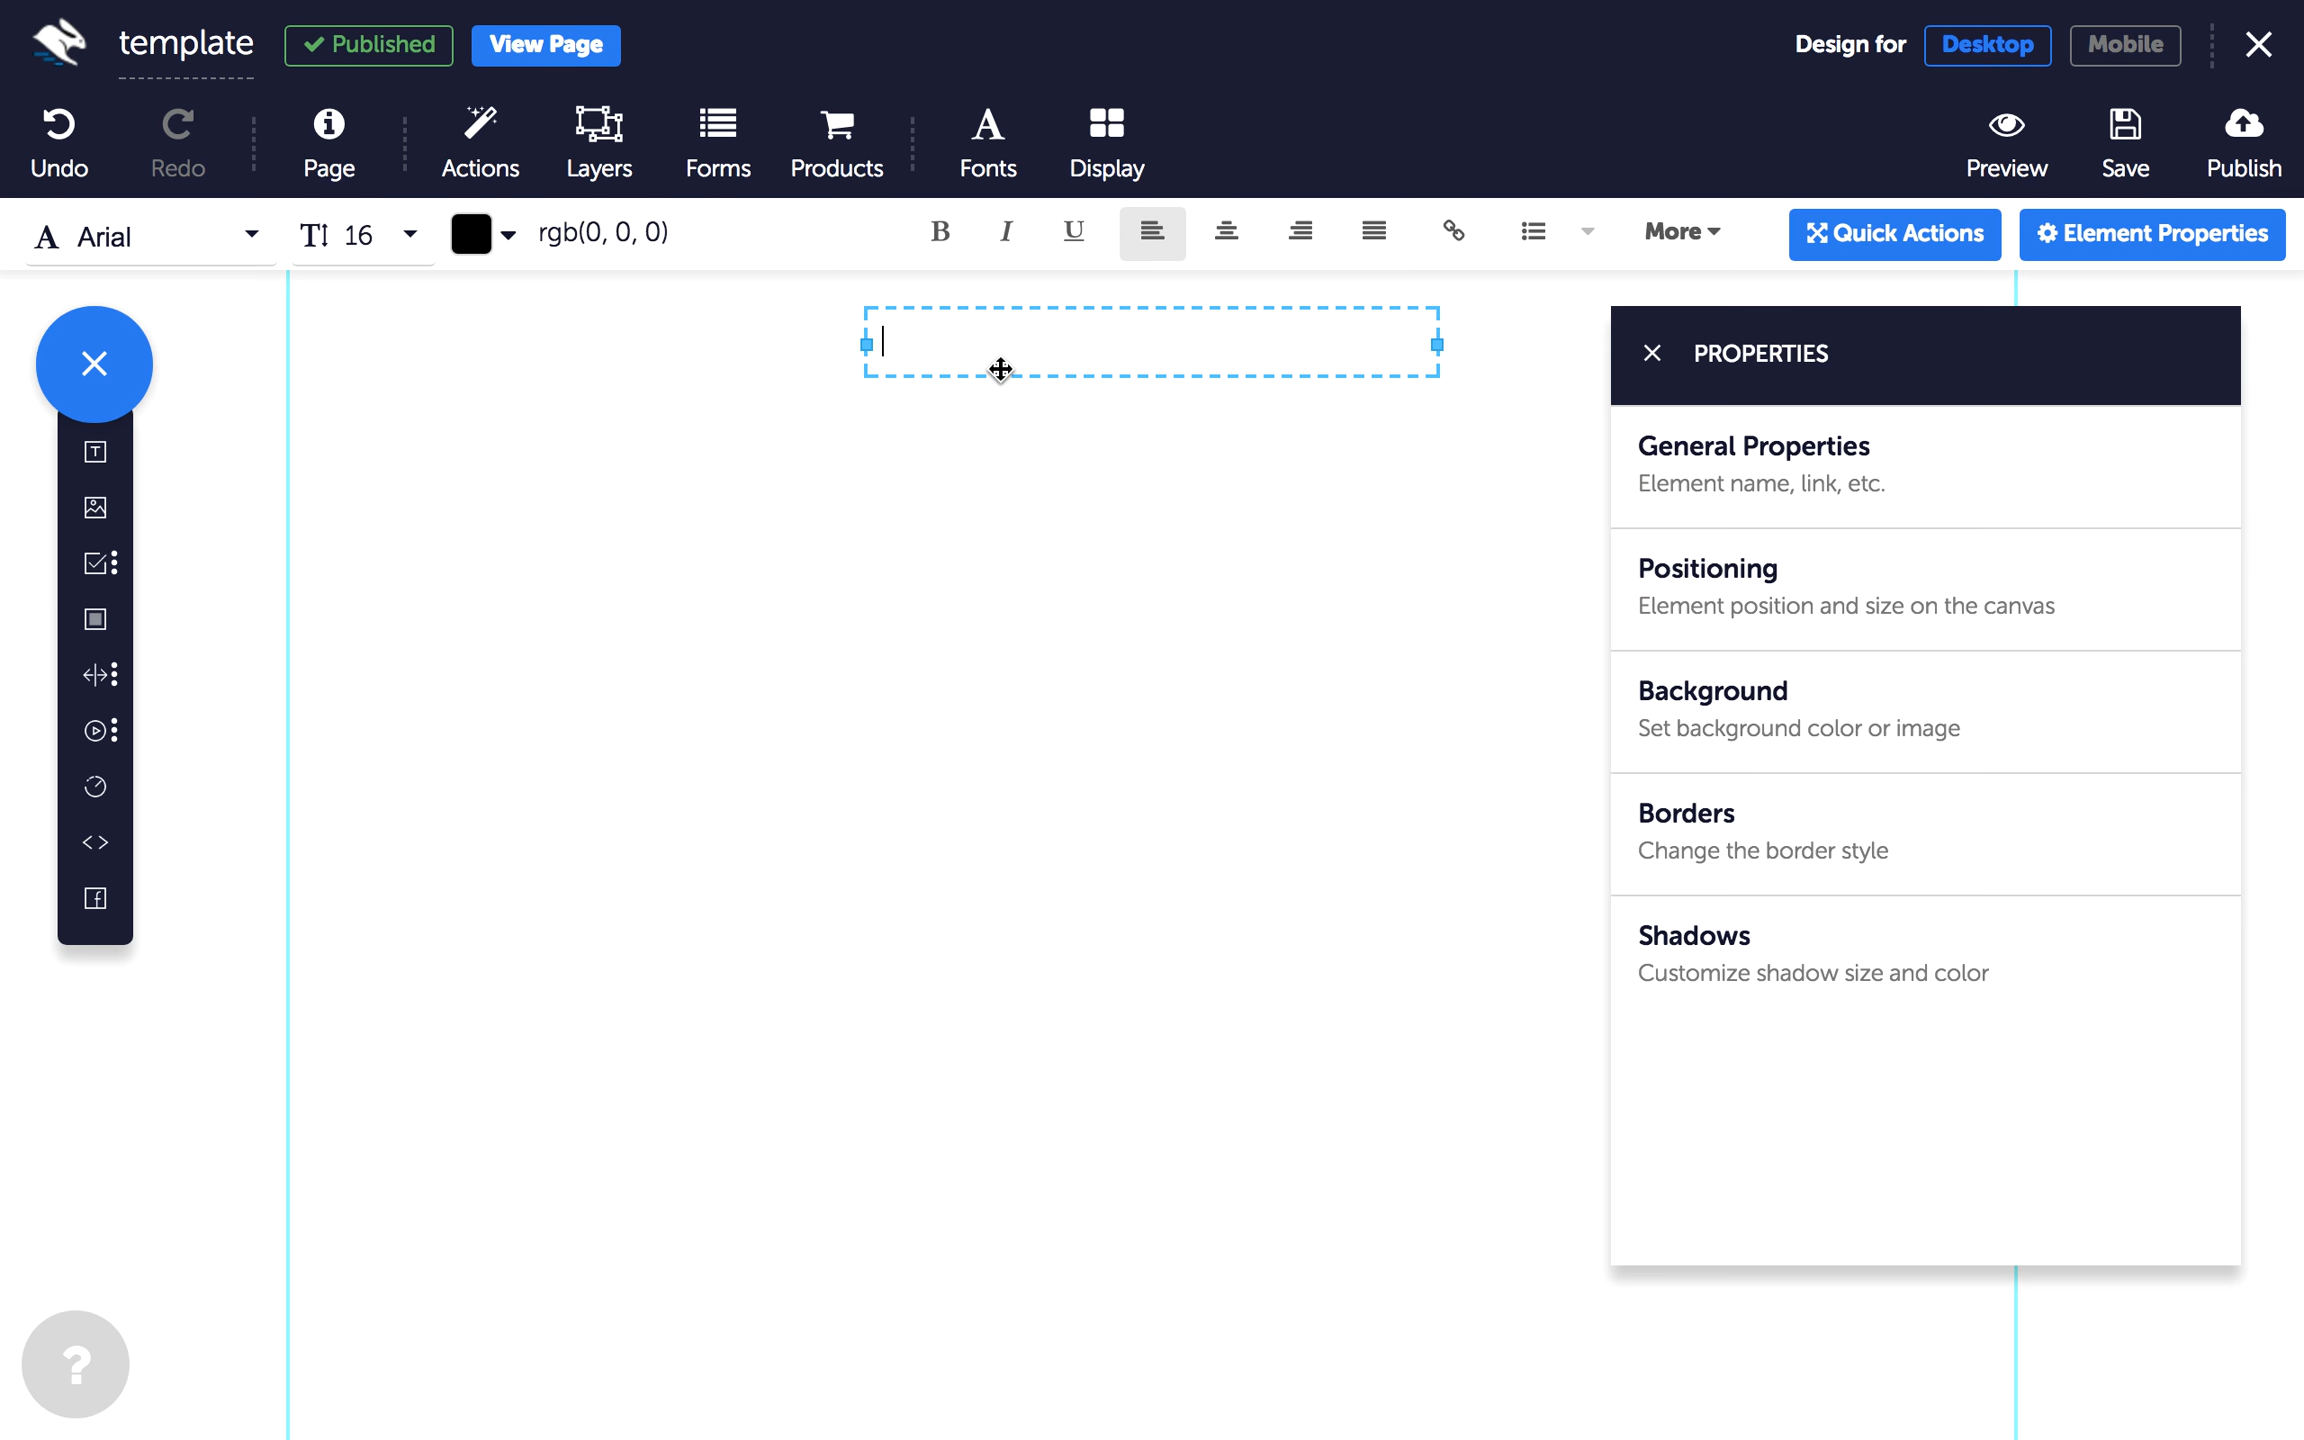 template
Published
View Page
Design for
Desktop
Mobile
Undo
Redo
Page
Actions
Layers
Forms
Products
Fonts
Display
Preview
Save
Publish
Arial
16
rgb(0, 0, 0)
B
I
U
More
Quick Actions
Element Properties
PROPERTIES
General Properties
Element name, link, etc.
Positioning
Element position and size on the canvas
Background
Set background color or image
Borders
Change the border style
Shadows
Customize shadow size and color
?